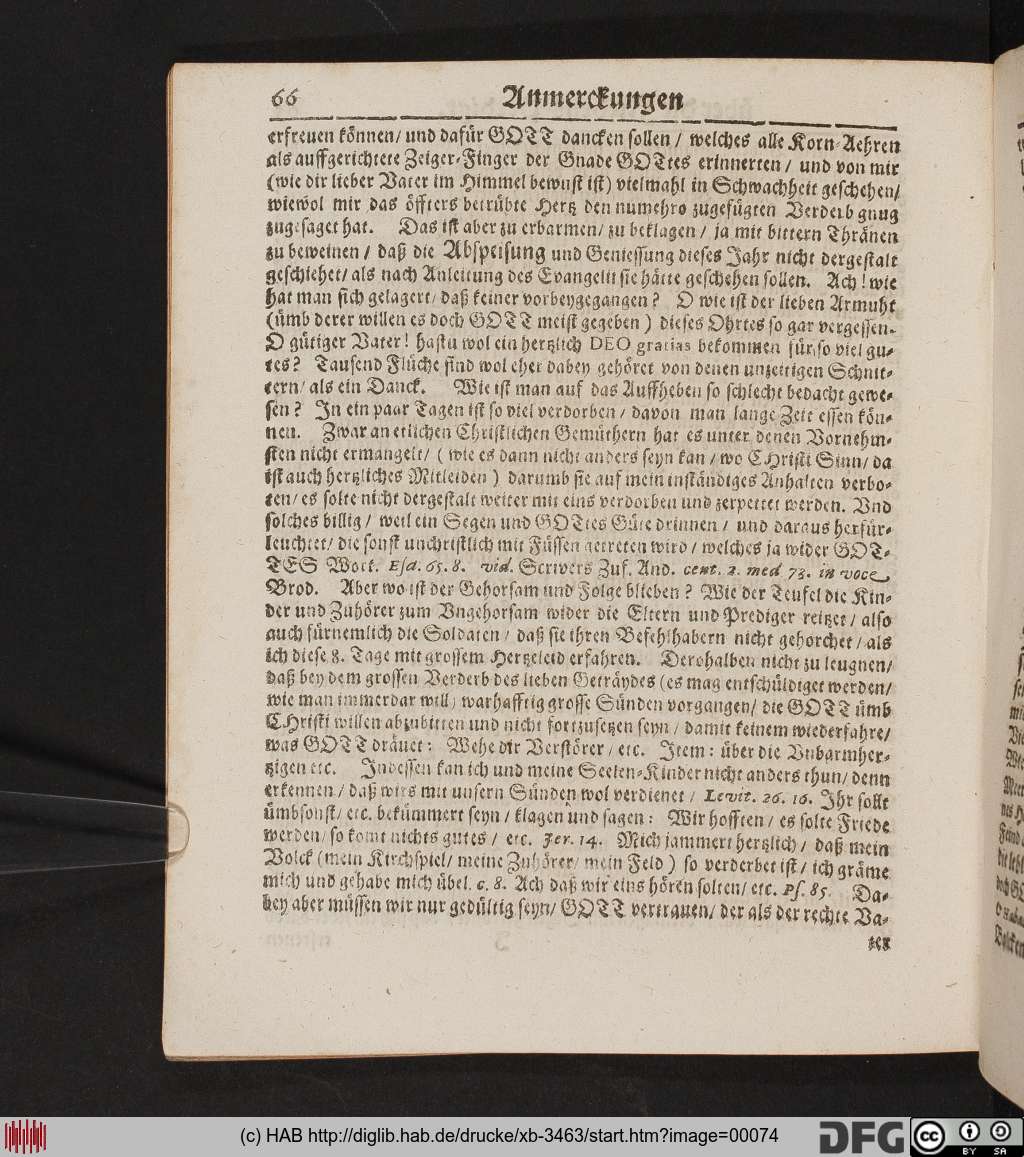 66 Anmerckungen
erfreuen können/ und dafür GOTT dancken sollen / welches alle Korn-Aehren
als auffgerichtete Zeiger-Finger der Gnade GOttes erinnerten / und von mir
(wie dir lieber Vater im Himmel bewust ist) vielmahl in Schwachheit geschehen/
wiewol mir das öffters betrübte Hertz den numehro zugefügten Verderb gnug
zugesaget hat. Das ist aber zu erbarmen/ zu beklagen / ja mit bittern Thränen
zu beweinen / daß die Abspeisung und Geniessung dieses Jahr nicht dergestalt
geschiehet/ als nach Anleitung des Evangelii sie hätte geschehen sollen. Ach! wie
hat man sich gelagert/ daß keiner vorbeygegangen? O wie ist der lieben Armuht
(ümb derer willen es doch GOTT meist gegeben) dieses Ohrtes so gar vergessen.
O gütiger Vater! hastu wol ein hertzlich DEO gratias bekommen für so viel gu-
tes? Tausend Flüche sind wol eher dabey gehöret von denen unzeitigen Schnit-
tern/ als ein Danck. Wie ist man auf das Auffheben so schlecht bedacht gewe-
sen? In ein paar Tagen ist so viel verdorben / davon man lange Zeit essen kön-
nen. Zwar an etlichen Christlichen Gemüthern hat es unter denen Vornehm-
sten nicht ermangelt/ (wie es dann nicht anders seyn kan / wo CHristi Sinn/ da
ist auch hertzliches Mitleiden) darumb sie auf mein inständiges Anhalten verbo-
ten/ es solte nicht dergestalt weiter mit eins verdorben und zerpettet werden. Vnd
solches billig / weil ein Segen und GOttes Güte drinnen / und daraus herfür-
leuchtet/ die sonst unchristlich mit Füssen getreten wird / welches ja wider GOT-
TES Wort. Esa. 65. 8. vid. Scrivers Zuf. And. cent. 2. med 73. in voce
Brod. Aber wo ist der Gehorsam und Folge blieben? Wie der Teufel die Kin-
der und Zuhörer zum Vngehorsam wider die Eltern und Prediger reitzet / also
auch fürnemlich die Soldaten / daß sie ihren Befehlhabern nicht gehorchet / als
ich diese 8. Tage mit grossem Hertzeleid erfahren. Derohalben nicht zu leugnen/
daß bey dem grossen Verderb des lieben Geträydes (es mag entschüldiget werden/
wie man immerdar will) warhafftig grosse Sünden vorgangen/ die GOTT ümb
CHristi willen abzubitten und nicht fortzusetzen seyn / damit keinem wiederfahre/
was GOTT dräuet: Wehe dir Verstörer / etc. Item: über die Vnbarmher-
tzigen etc. Indessen kan ich und meine Seelen-Kinder nicht anders thun/ denn
erkennen / daß wirs mit unsern Sünden wol verdienet / Levit. 26. 16. Ihr sollt
ümbsonst/ etc. bekümmert seyn / klagen und sagen: Wir hofften / es solte Friede
werden/ so komt nichts gutes / etc. Jer. 14. Mich jammert hertzlich / daß mein
Volck (mein Kirchspiel/ meine Zuhörer/ mein Feld) so verderbet ist / ich gräme
mich und gehabe mich übel. c. 8. Ach daß wir eins hören solten/ etc. Ps. 85. Da-
bey aber müssen wir nur gedültig seyn/ GOTT vertrauen/ der als der rechte Va-
ter
(c) HAB http://diglib.hab.de/drucke/xb-3463/start.htm?image=00074
DFG
cc
BY SA